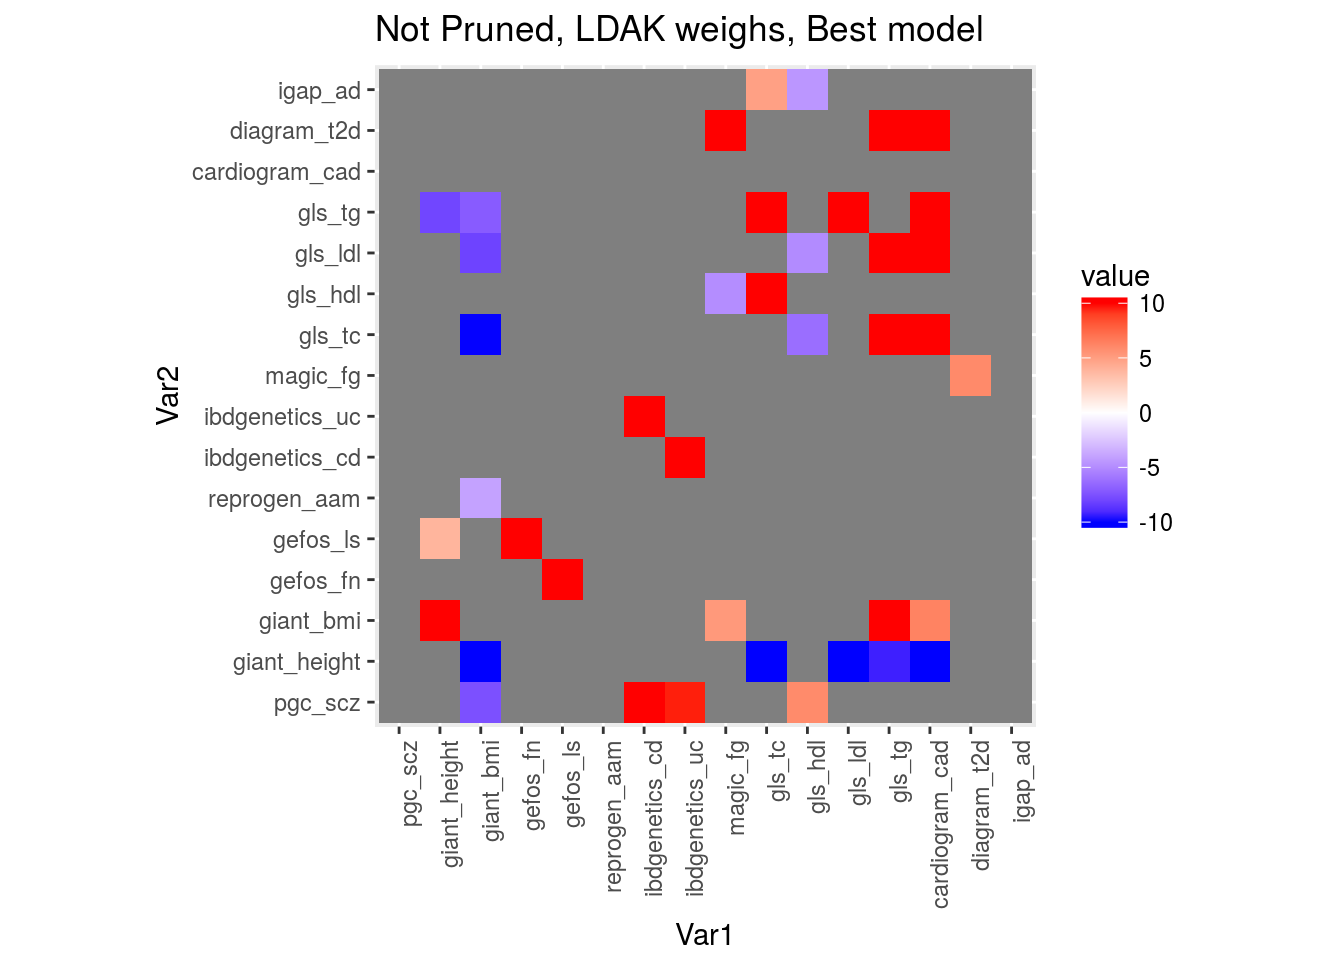 Not Pruned, LDAK weighs, Best model
igap_ad
diagram_t2d
cardiogram_cad
gls_tg
gls_ldl
gls_hdl
gls_tc
magic_fg
ibdgenetics_uc
ibdgenetics_cd
reprogen_aam
gefos_ls
gefos_fn
giant_bmi
giant_height
pgc_scz
Var2
pgc_scz
giant_height
giant_bmi
gefos_fn
gefos_ls
reprogen_aam
ibdgenetics_cd
ibdgenetics_uc
magic_fg
gls_tc
gls_hdl
gls_ldl
gls_tg
cardiogram_cad
diagram_t2d
igap_ad
Var1
value
10
5
0
-5
-10